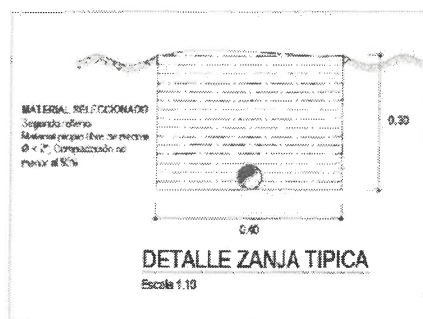 MATERIAL SELECCIONADO
Segundo relleno
Material propio libre de piedras
Ø < 2", Compactación no
menor al 90%
0.30
0.40
DETALLE ZANJA TIPICA
Escala 1.10